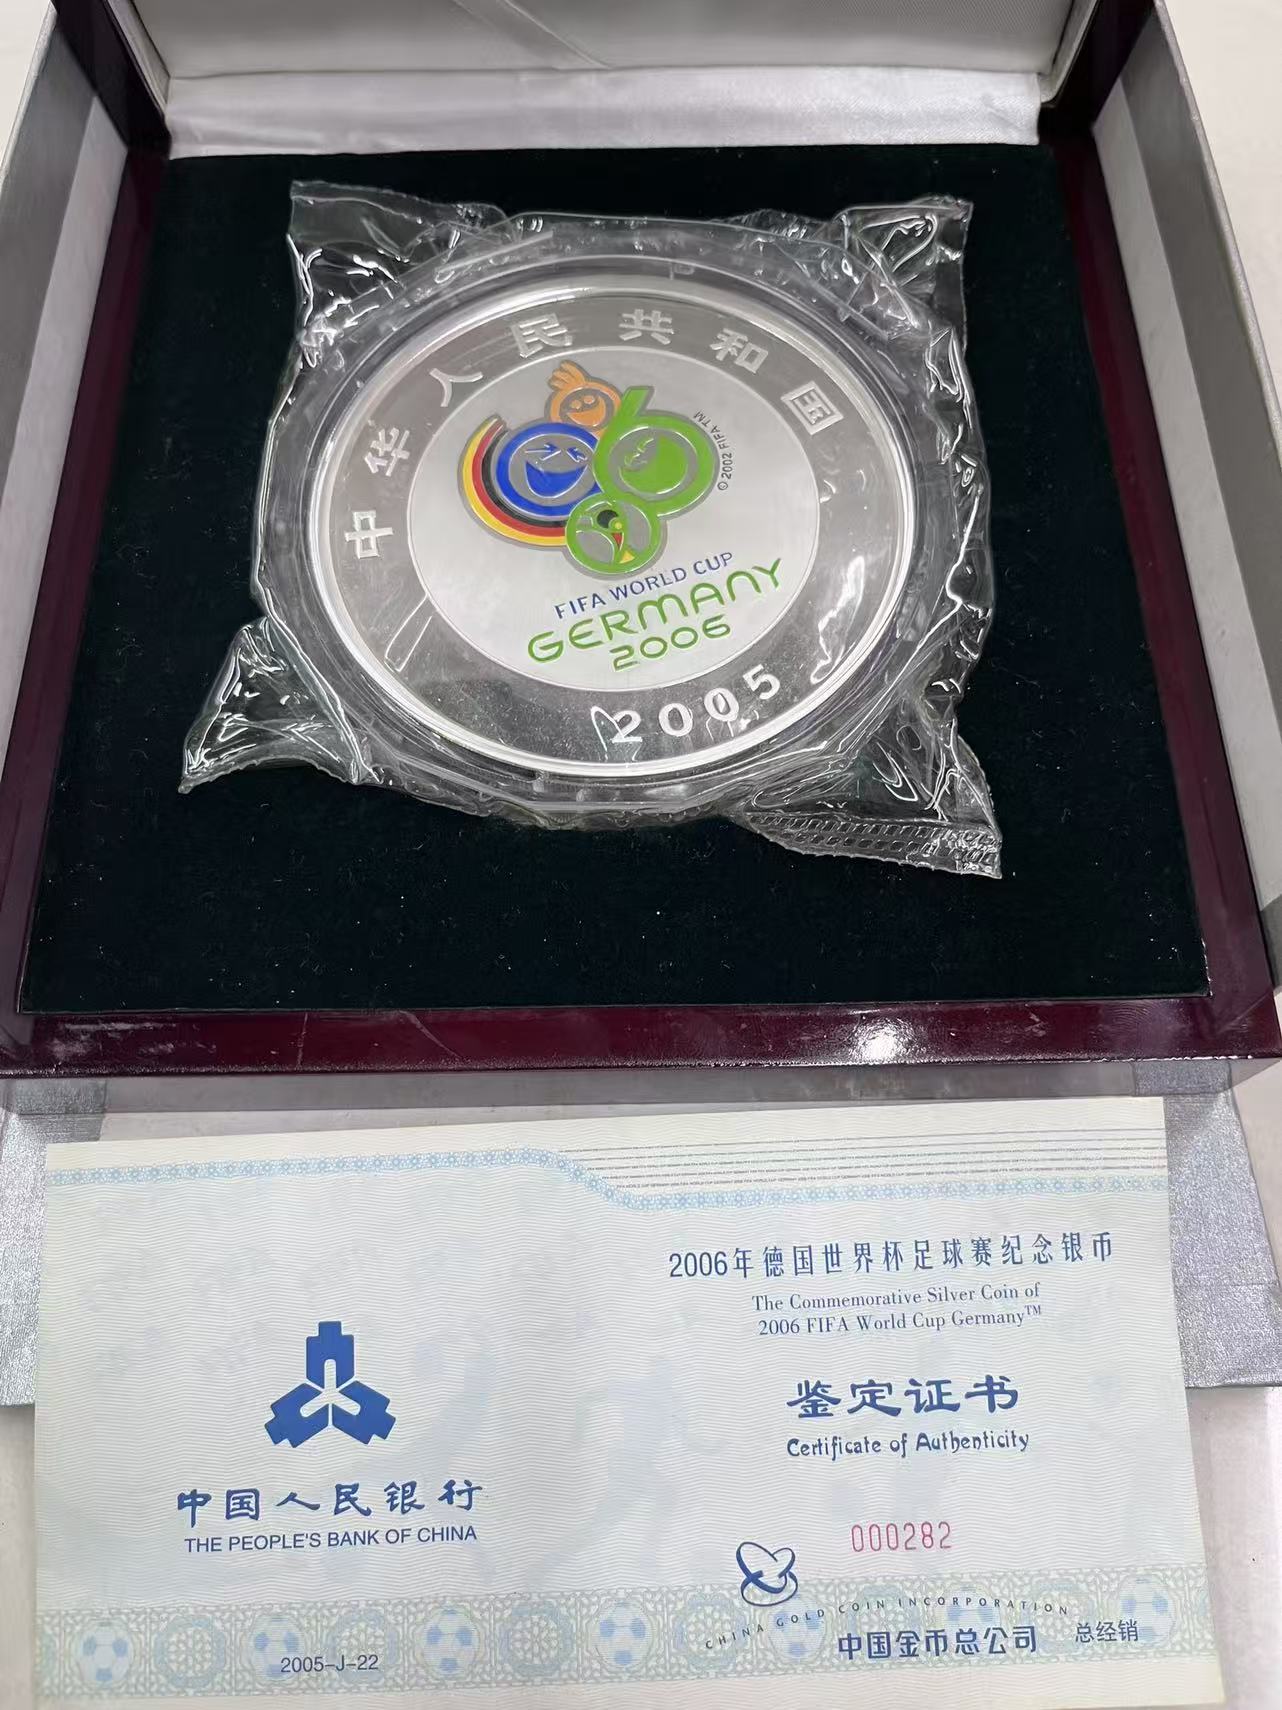 中华人民共和国
© 2002 FIFA TM
FIFA WORLD CUP
GERMANY
2006
2005
2006年德国世界杯足球赛纪念银币
The Commemorative Silver Coin of
2006 FIFA World Cup Germany™
鉴定证书
Certificate of Authenticity
中国人民银行
THE PEOPLE'S BANK OF CHINA
000282
CHINA GOLD COIN INCORPORATION
中国金币总公司 总经销
2005-J-22